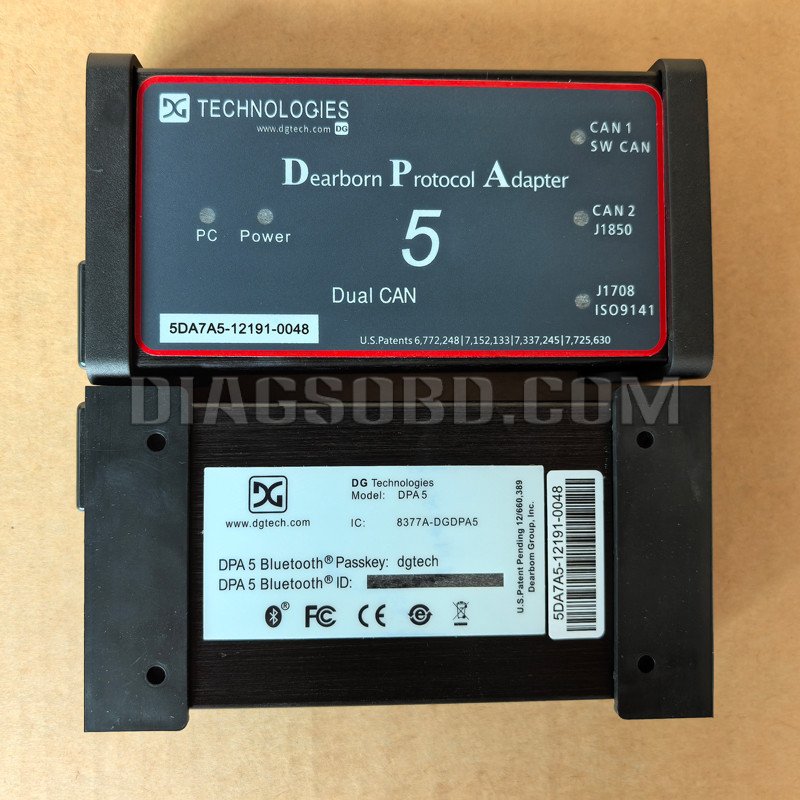 DG TECHNOLOGIES
www.dgtech.com DG
Dearborn Protocol Adapter
5
Dual CAN
PC Power
CAN 1
SW CAN
CAN 2
J1850
J1708
ISO9141
5DA7A5-12191-0048
U.S.Patents 6,772,248|7,152,133|7,337,245|7,725,630
DIAGSOBD.COM
DG
www.dgtech.com
DG Technologies
Model: DPA 5
IC: 8377A-DGDPA5
DPA 5 Bluetooth® Passkey: dgtech
DPA 5 Bluetooth® ID:
® FC CE e
U.S.Patent Pending 12/660,389
Dearborn Group, Inc.
5DA7A5-12191-0048